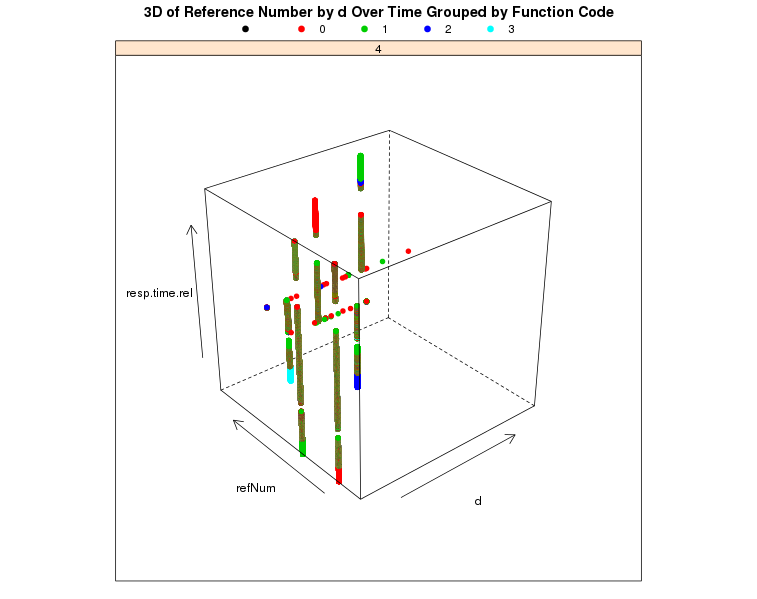 3D of Reference Number by d Over Time Grouped by Function Code
0 1 2 3
4
resp.time.rel
refNum
d